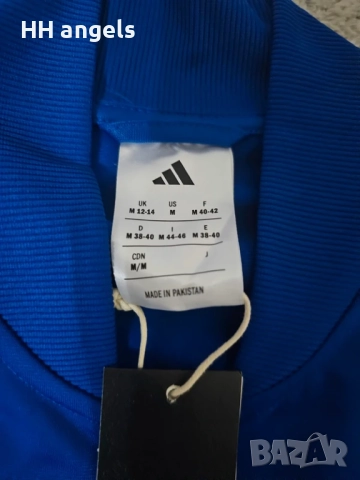 HH angels
UK US F
M 12-14 M M 40-42
D I E
M 38-40 M 44-46 M 38-40
CDN J
M/M
MADE IN PAKISTAN
BAZAR
bg